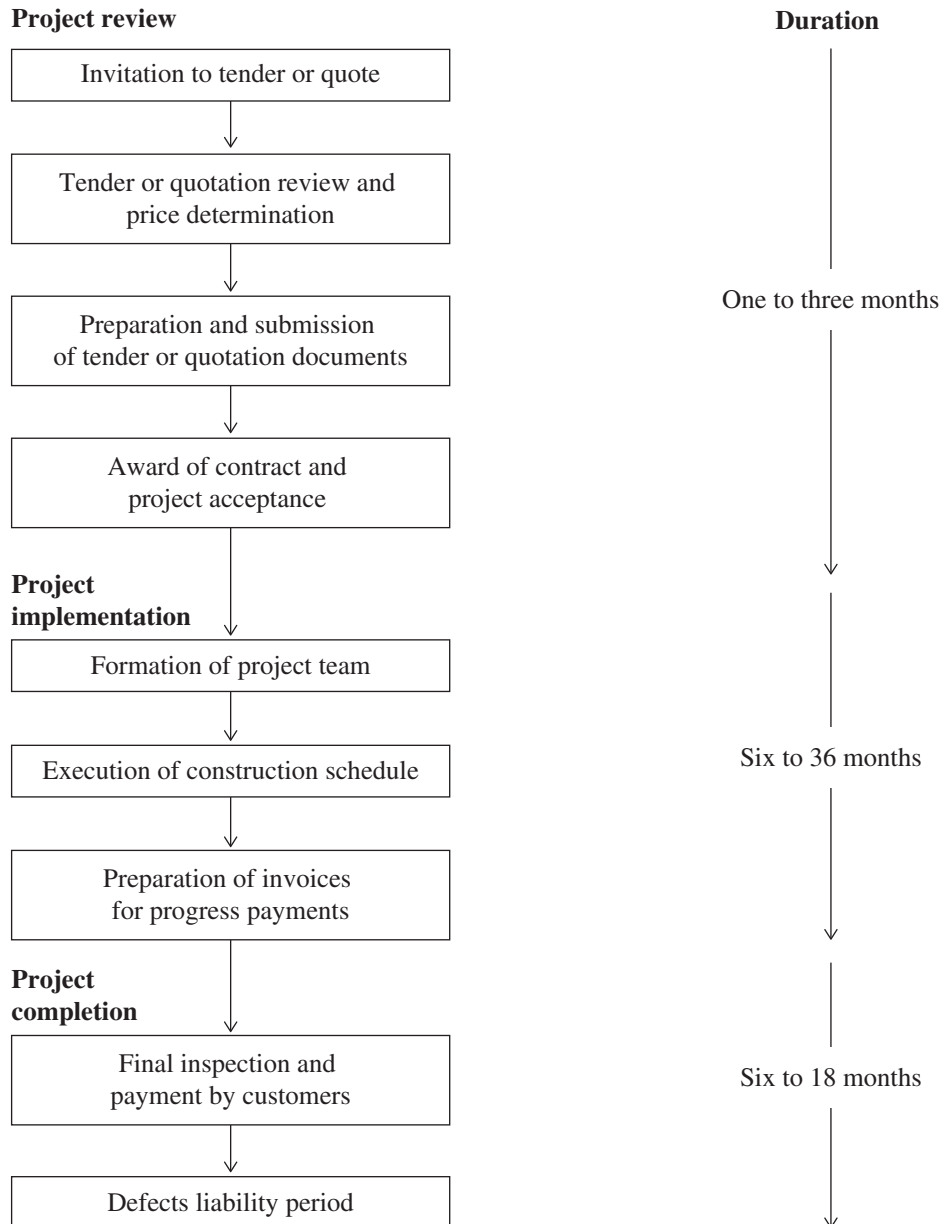 Project review
Duration
Invitation to tender or quote
Tender or quotation review and
price determination
One to three months
Preparation and submission
of tender or quotation documents
Award of contract and
project acceptance
Project
implementation
Formation of project team
Execution of construction schedule
Six to 36 months
Preparation of invoices
for progress payments
Project
completion
Final inspection and
payment by customers
Six to 18 months
Defects liability period